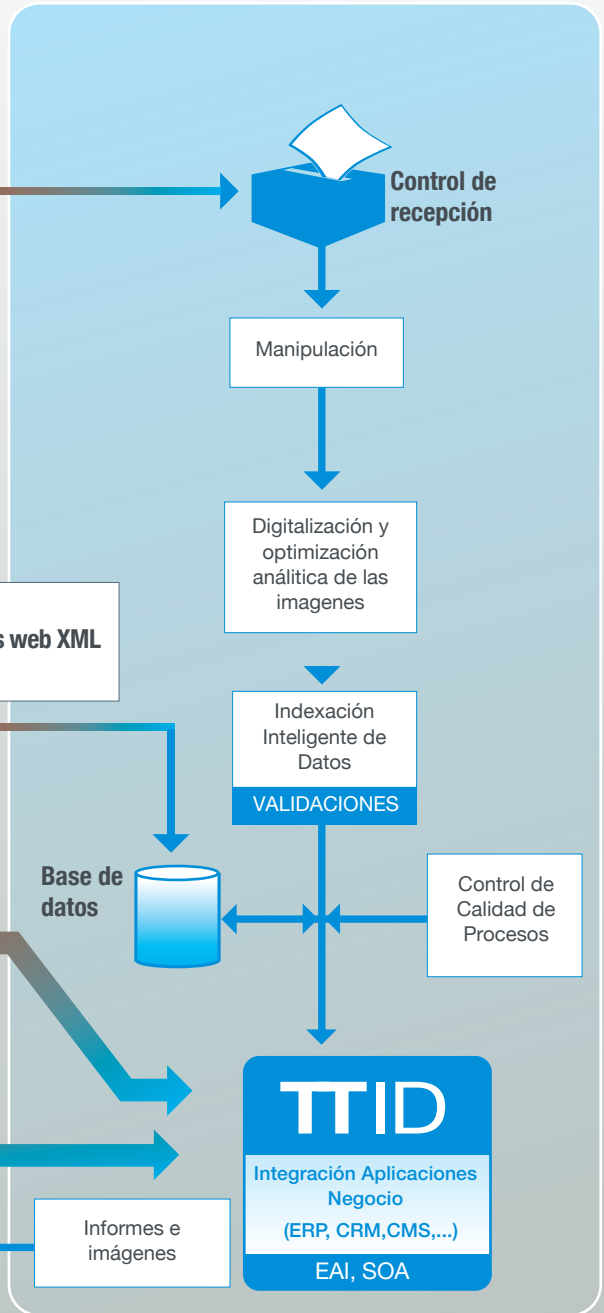 Control de
recepción
Manipulación
Digitalización y
optimización
análitica de las
imagenes
web XML
Indexación
Inteligente de
Datos
VALIDACIONES
Base de
datos
Control de
Calidad de
Procesos
TTID
Integración Aplicaciones
Negocio
(ERP, CRM,CMS,...)
EAI, SOA
Informes e
imágenes